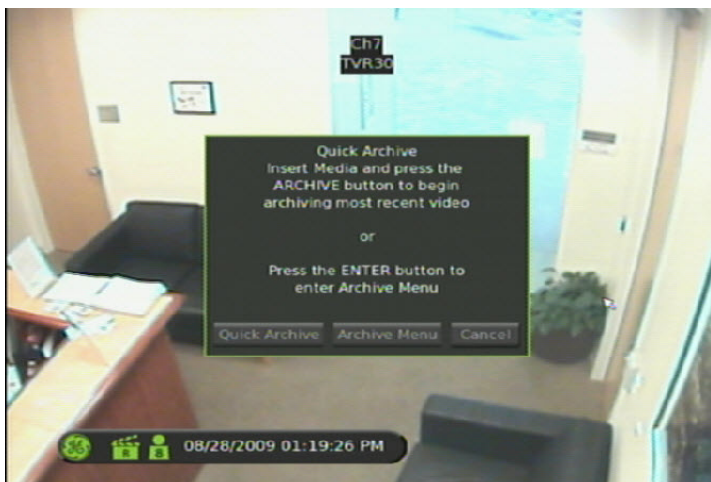 Ch7
TVR30
Quick Archive
Insert Media and press the
ARCHIVE button to begin
archiving most recent video
or
Press the ENTER button to
enter Archive Menu
Quick Archive Archive Menu Cancel
R 8 08/28/2009 01:19:26 PM